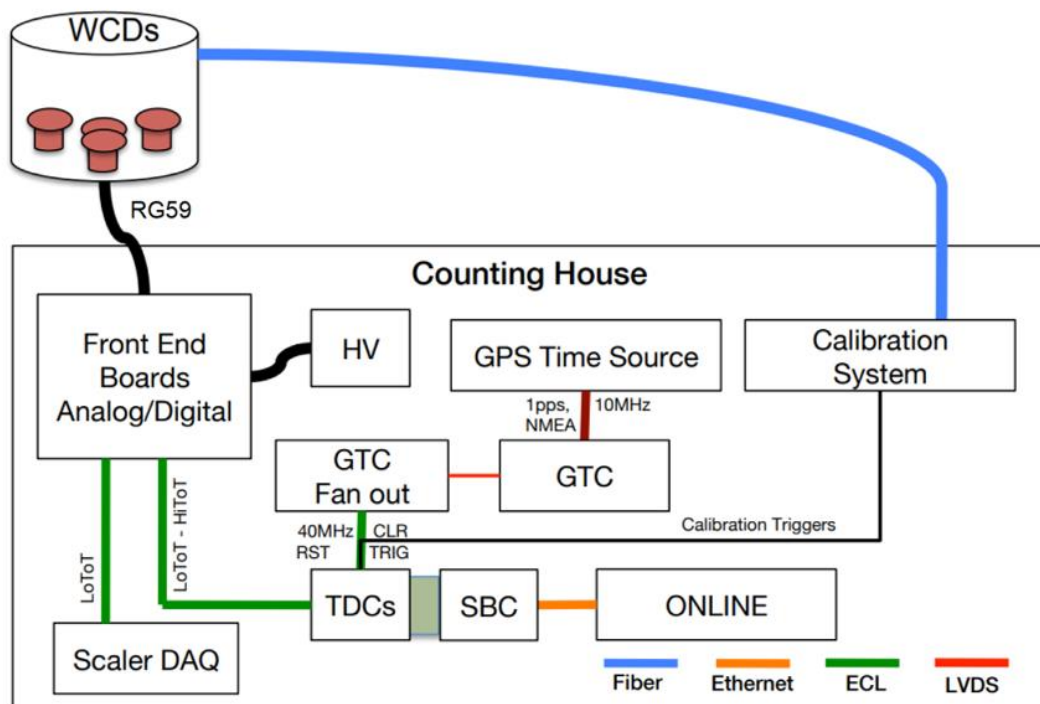 WCDs
RG59
Counting House
Front End
Boards
Analog/Digital
HV
GPS Time Source
Calibration
System
1pps,
NMEA
10MHz
GTC
Fan out
GTC
Calibration Triggers
40MHz
RST
CLR
TRIG
LoToT
LoToT - HiToT
TDCs
SBC
ONLINE
Scaler DAQ
Fiber
Ethernet
ECL
LVDS